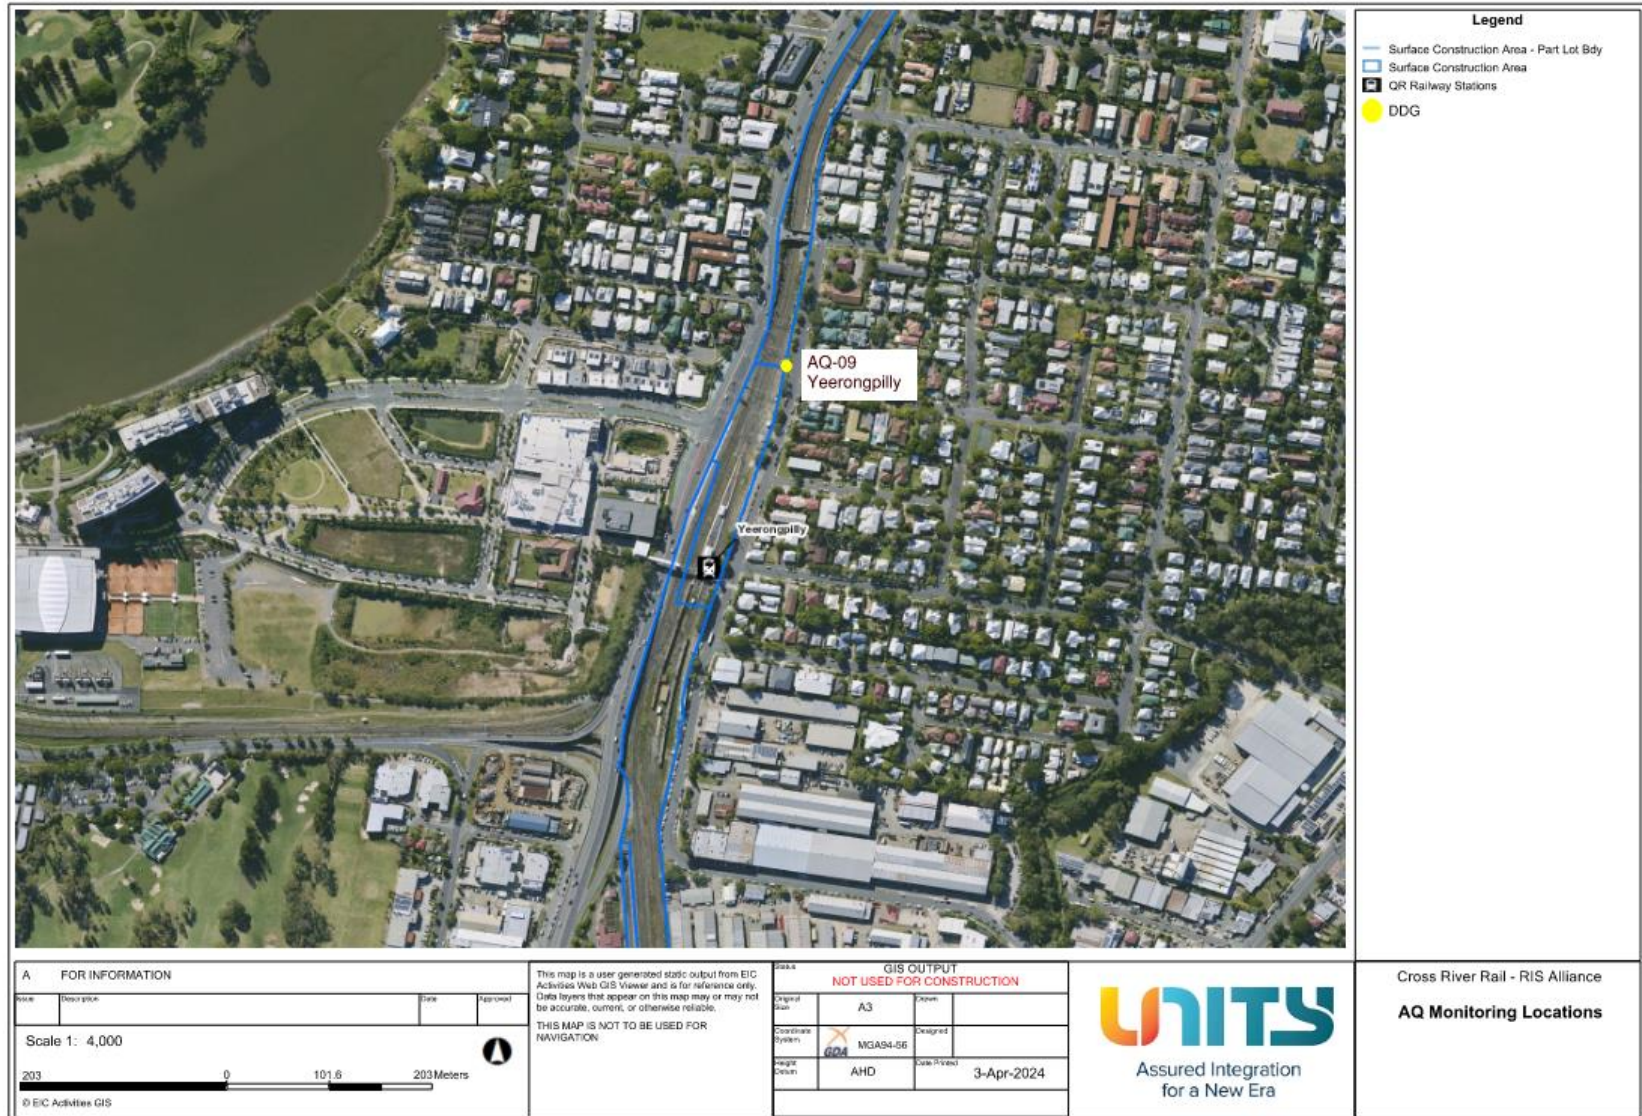 Legend
Surface Construction Area - Part Lot Bdy
Surface Construction Area
QR Railway Stations
DDG
AQ-09
Yeerongpilly
Yeerongpilly
A FOR INFORMATION
Issue Description Date Approved
Scale 1: 4,000
203 0 101.6 203 Meters
© EIC Activities GIS
This map is a user generated static output from EIC
Activities Web GIS Viewer and is for reference only.
Data layers that appear on this map may or may not
be accurate, current, or otherwise reliable.
THIS MAP IS NOT TO BE USED FOR
NAVIGATION
Status
GIS OUTPUT
NOT USED FOR CONSTRUCTION
Original
Size
A3
Drawn
Coordinate
System
GDA
MGA94-56
Designed
Height
Datum
AHD
Date Printed
3-Apr-2024
UNITY
Assured Integration
for a New Era
Cross River Rail - RIS Alliance
AQ Monitoring Locations